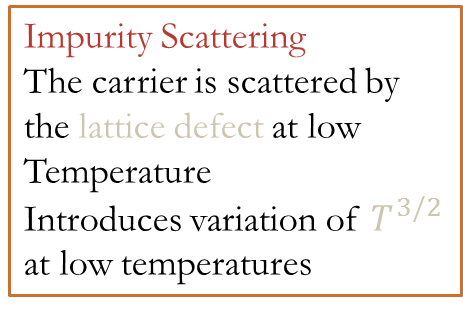 Impurity Scattering
The carrier is scattered by
the lattice defect at low
Temperature
Introduces variation of T^{3/2}
at low temperatures